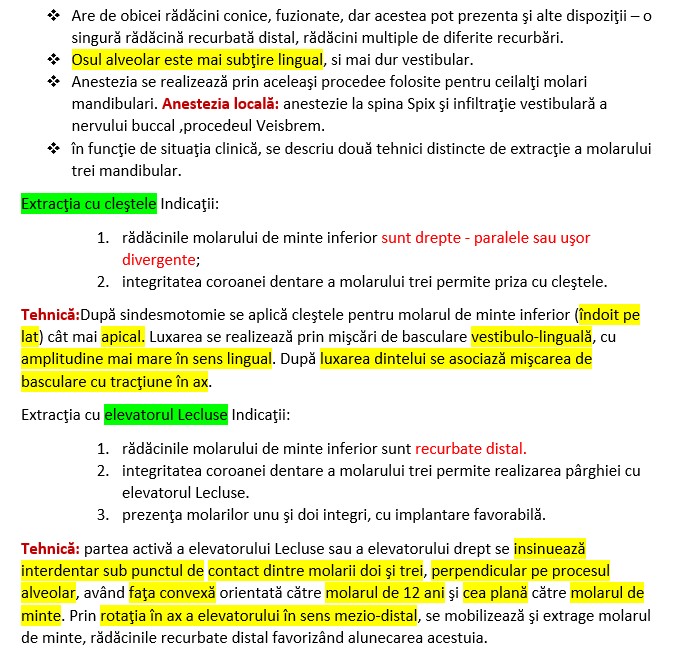 ❖ Are de obicei rădăcini conice, fuzionate, dar acestea pot prezenta şi alte dispoziţii – o
singură rădăcină recurbată distal, rădăcini multiple de diferite recurbări.
❖ Osul alveolar este mai subţire lingual, si mai dur vestibular.
❖ Anestezia se realizează prin aceleaşi procedee folosite pentru ceilalţi molari
mandibulari. Anestezia locală: anestezie la spina Spix şi infiltraţie vestibulară a
nervului buccal ,procedeul Veisbrem.
❖ în funcţie de situaţia clinică, se descriu două tehnici distincte de extracţie a molarului
trei mandibular.
Extracţia cu cleştele Indicaţii:
1. rădăcinile molarului de minte inferior sunt drepte - paralele sau uşor
divergente;
2. integritatea coroanei dentare a molarului trei permite priza cu cleştele.
Tehnică:După sindesmotomie se aplică cleştele pentru molarul de minte inferior (îndoit pe
lat) cât mai apical. Luxarea se realizează prin mişcări de basculare vestibulo-linguală, cu
amplitudine mai mare în sens lingual. După luxarea dintelui se asociază mişcarea de
basculare cu tracţiune în ax.
Extracţia cu elevatorul Lecluse Indicaţii:
1. rădăcinile molarului de minte inferior sunt recurbate distal.
2. integritatea coroanei dentare a molarului trei permite realizarea pârghiei cu
elevatorul Lecluse.
3. prezenţa molarilor unu şi doi integri, cu implantare favorabilă.
Tehnică: partea activă a elevatorului Lecluse sau a elevatorului drept se insinuează
interdentar sub punctul de contact dintre molarii doi şi trei, perpendicular pe procesul
alveolar, având faţa convexă orientată către molarul de 12 ani şi cea plană către molarul de
minte. Prin rotaţia în ax a elevatorului în sens mezio-distal, se mobilizează şi extrage molarul
de minte, rădăcinile recurbate distal favorizând alunecarea acestuia.